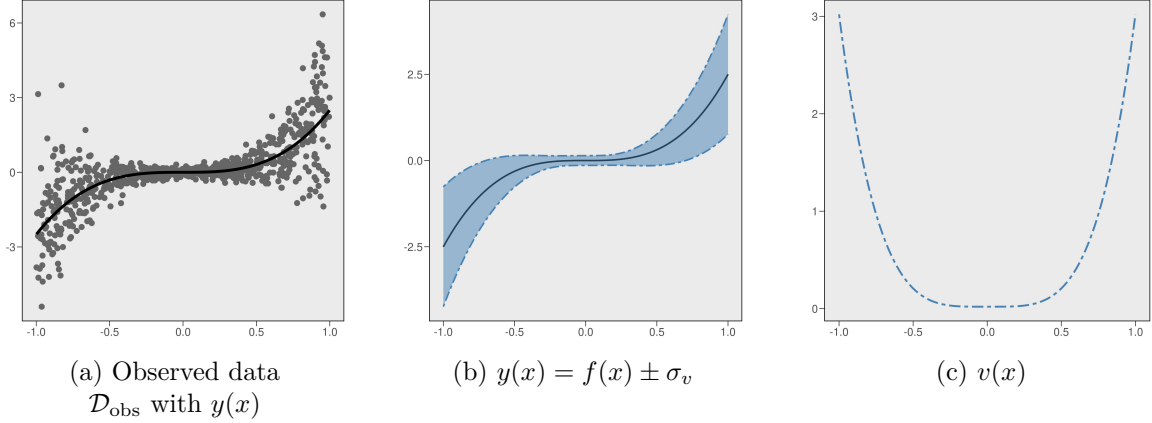 6
3
0
-3
-1.0 -0.5 0.0 0.5 1.0
2.5
0.0
-2.5
-1.0 -0.5 0.0 0.5 1.0
3
2
1
0
-1.0 -0.5 0.0 0.5 1.0
(a) Observed data
𝒟obs with y(x)
(b) y(x) = f(x) ± σᵥ
(c) v(x)